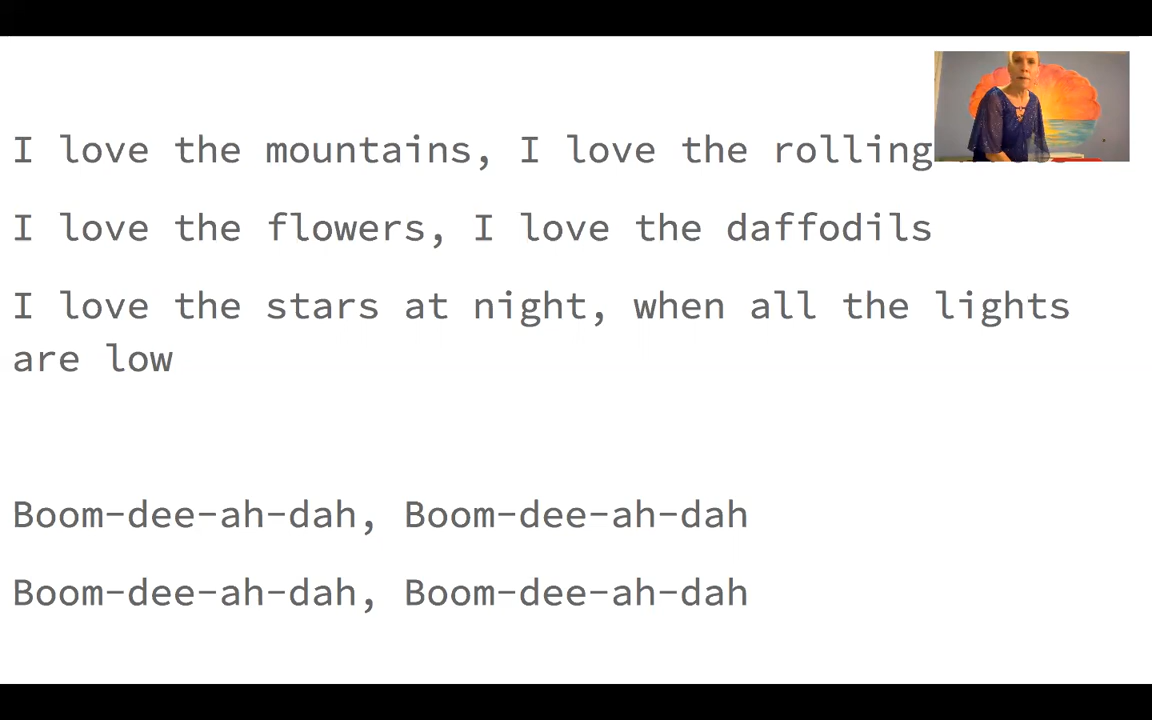 I love the mountains, I love the rolling
I love the flowers, I love the daffodils
I love the stars at night, when all the lights
are low
Boom-dee-ah-dah, Boom-dee-ah-dah
Boom-dee-ah-dah, Boom-dee-ah-dah